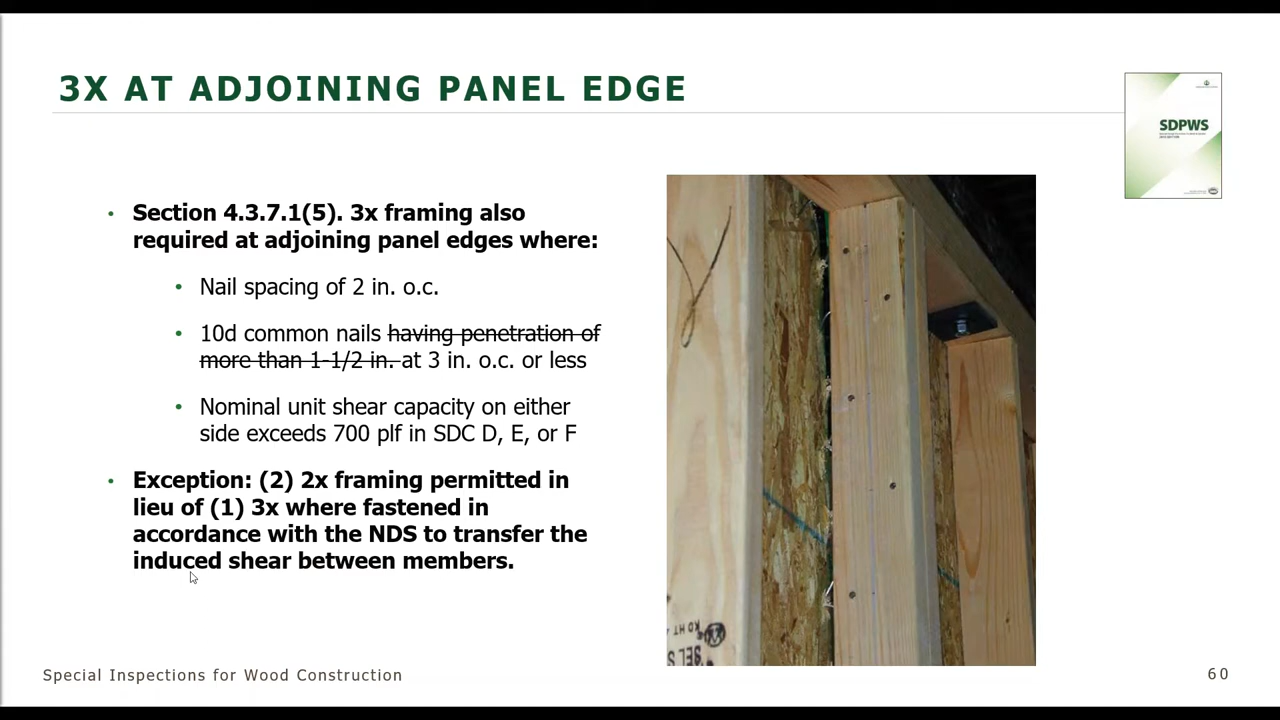 3X AT ADJOINING PANEL EDGE
SDPWS
• Section 4.3.7.1(5). 3x framing also
required at adjoining panel edges where:
• Nail spacing of 2 in. o.c.
• 10d common nails having penetration of
more than 1-1/2 in. at 3 in. o.c. or less
• Nominal unit shear capacity on either
side exceeds 700 plf in SDC D, E, or F
• Exception: (2) 2x framing permitted in
lieu of (1) 3x where fastened in
accordance with the NDS to transfer the
induced shear between members.
KD HT
SEL S
Special Inspections for Wood Construction
60